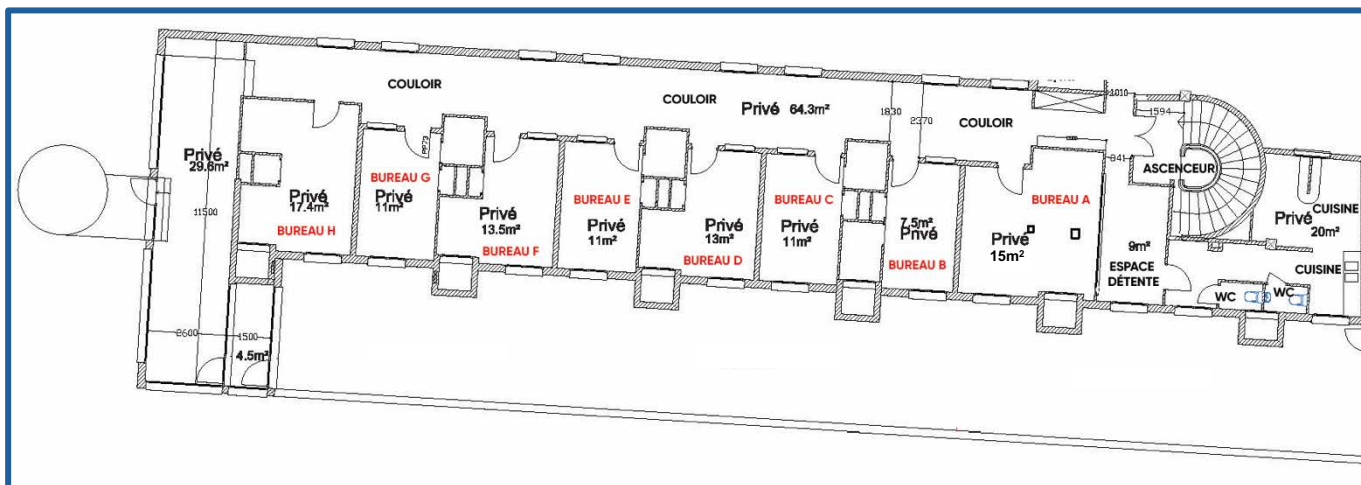 COULOIR
COULOIR
Privé 64.3m²
1830
2370
COULOIR
1010
1594
841
ASCENCEUR
Privé
29.6m²
11500
Privé
17.4m²
BUREAU H
BUREAU G
Privé
11m²
PP73
Privé
13.5m²
BUREAU F
BUREAU E
Privé
11m²
Privé
13m²
BUREAU D
BUREAU C
Privé
11m²
7.5m²
Privé
BUREAU B
BUREAU A
Privé
15m²
9m²
ESPACE
DÉTENTE
CUISINE
Privé
20m²
CUISINE
WC
WC
2600
1500
4.5m²